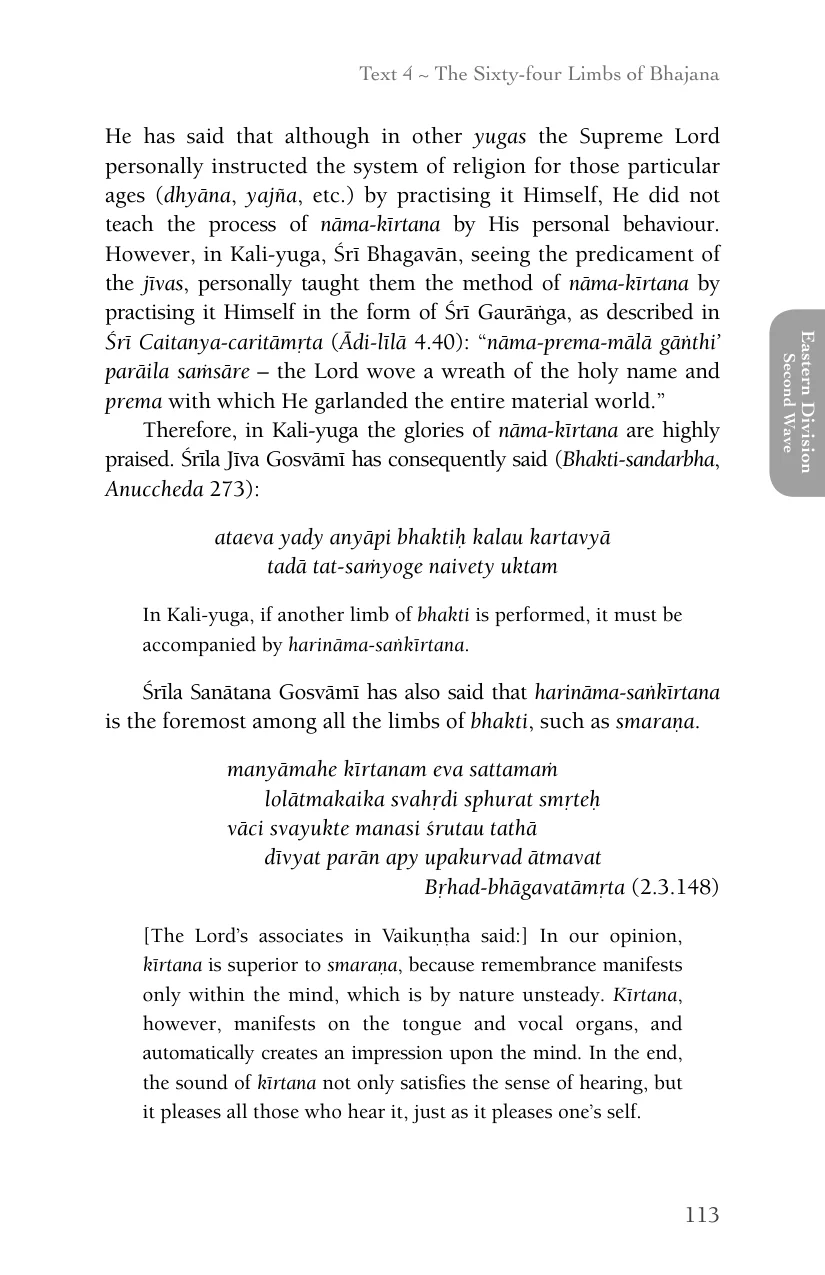 Text 4 ~ The Sixty-four Limbs of Bhajana
He has said that although in other yugas the Supreme Lord
personally instructed the system of religion for those particular
ages (dhyāna, yajña, etc.) by practising it Himself, He did not
teach the process of nāma-kīrtana by His personal behaviour.
However, in Kali-yuga, Śrī Bhagavān, seeing the predicament of
the jīvas, personally taught them the method of nāma-kīrtana by
practising it Himself in the form of Śrī Gaurāṅga, as described in
Śrī Caitanya-caritāmṛta (Ādi-līlā 4.40): “nāma-prema-mālā gāṅthi’
parāila saṁsāre – the Lord wove a wreath of the holy name and
prema with which He garlanded the entire material world.”
Therefore, in Kali-yuga the glories of nāma-kīrtana are highly
praised. Śrīla Jīva Gosvāmī has consequently said (Bhakti-sandarbha,
Anuccheda 273):
ataeva yady anyāpi bhaktiḥ kalau kartavyā
tadā tat-saṁyoge naivety uktam
In Kali-yuga, if another limb of bhakti is performed, it must be
accompanied by harināma-saṅkīrtana.
Śrīla Sanātana Gosvāmī has also said that harināma-saṅkīrtana
is the foremost among all the limbs of bhakti, such as smaraṇa.
manyāmahe kīrtanam eva sattamaṁ
lolātmakaika svahṛdi sphurat smṛteḥ
vāci svayukte manasi śrutau tathā
dīvyat parān apy upakurvad ātmavat
Bṛhad-bhāgavatāmṛta (2.3.148)
[The Lord’s associates in Vaikuṇṭha said:] In our opinion,
kīrtana is superior to smaraṇa, because remembrance manifests
only within the mind, which is by nature unsteady. Kīrtana,
however, manifests on the tongue and vocal organs, and
automatically creates an impression upon the mind. In the end,
the sound of kīrtana not only satisfies the sense of hearing, but
it pleases all those who hear it, just as it pleases one’s self.
Eastern Division
Second Wave
113